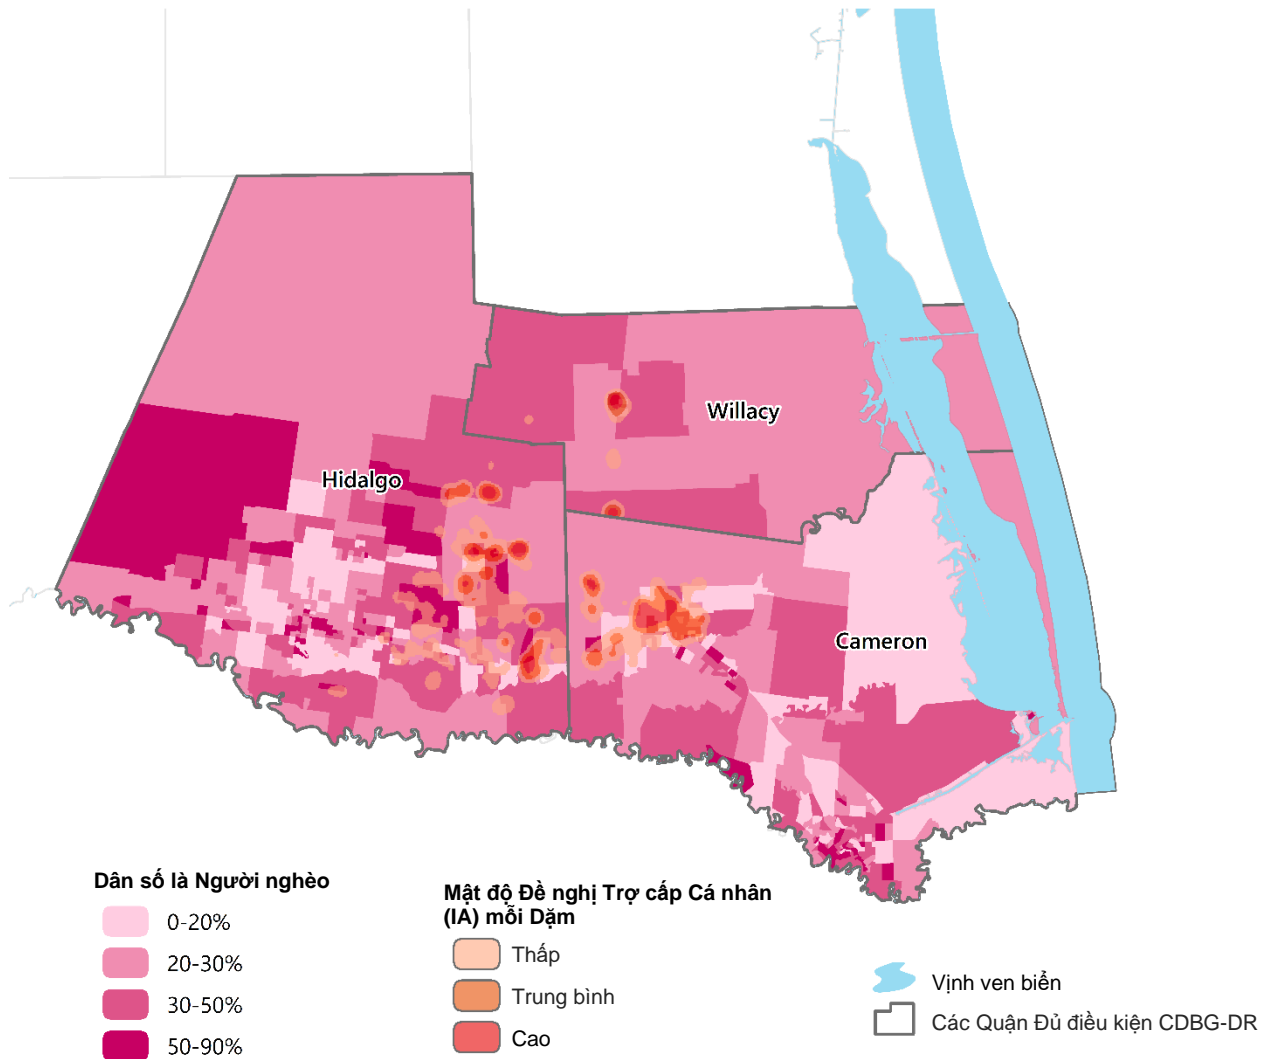 Willacy
Hidalgo
Cameron
Dân số là Người nghèo
0-20%
20-30%
30-50%
50-90%
Mật độ Đề nghị Trợ cấp Cá nhân
(IA) mỗi Dặm
Thấp
Trung bình
Cao
Vịnh ven biển
Các Quận Đủ điều kiện CDBG-DR